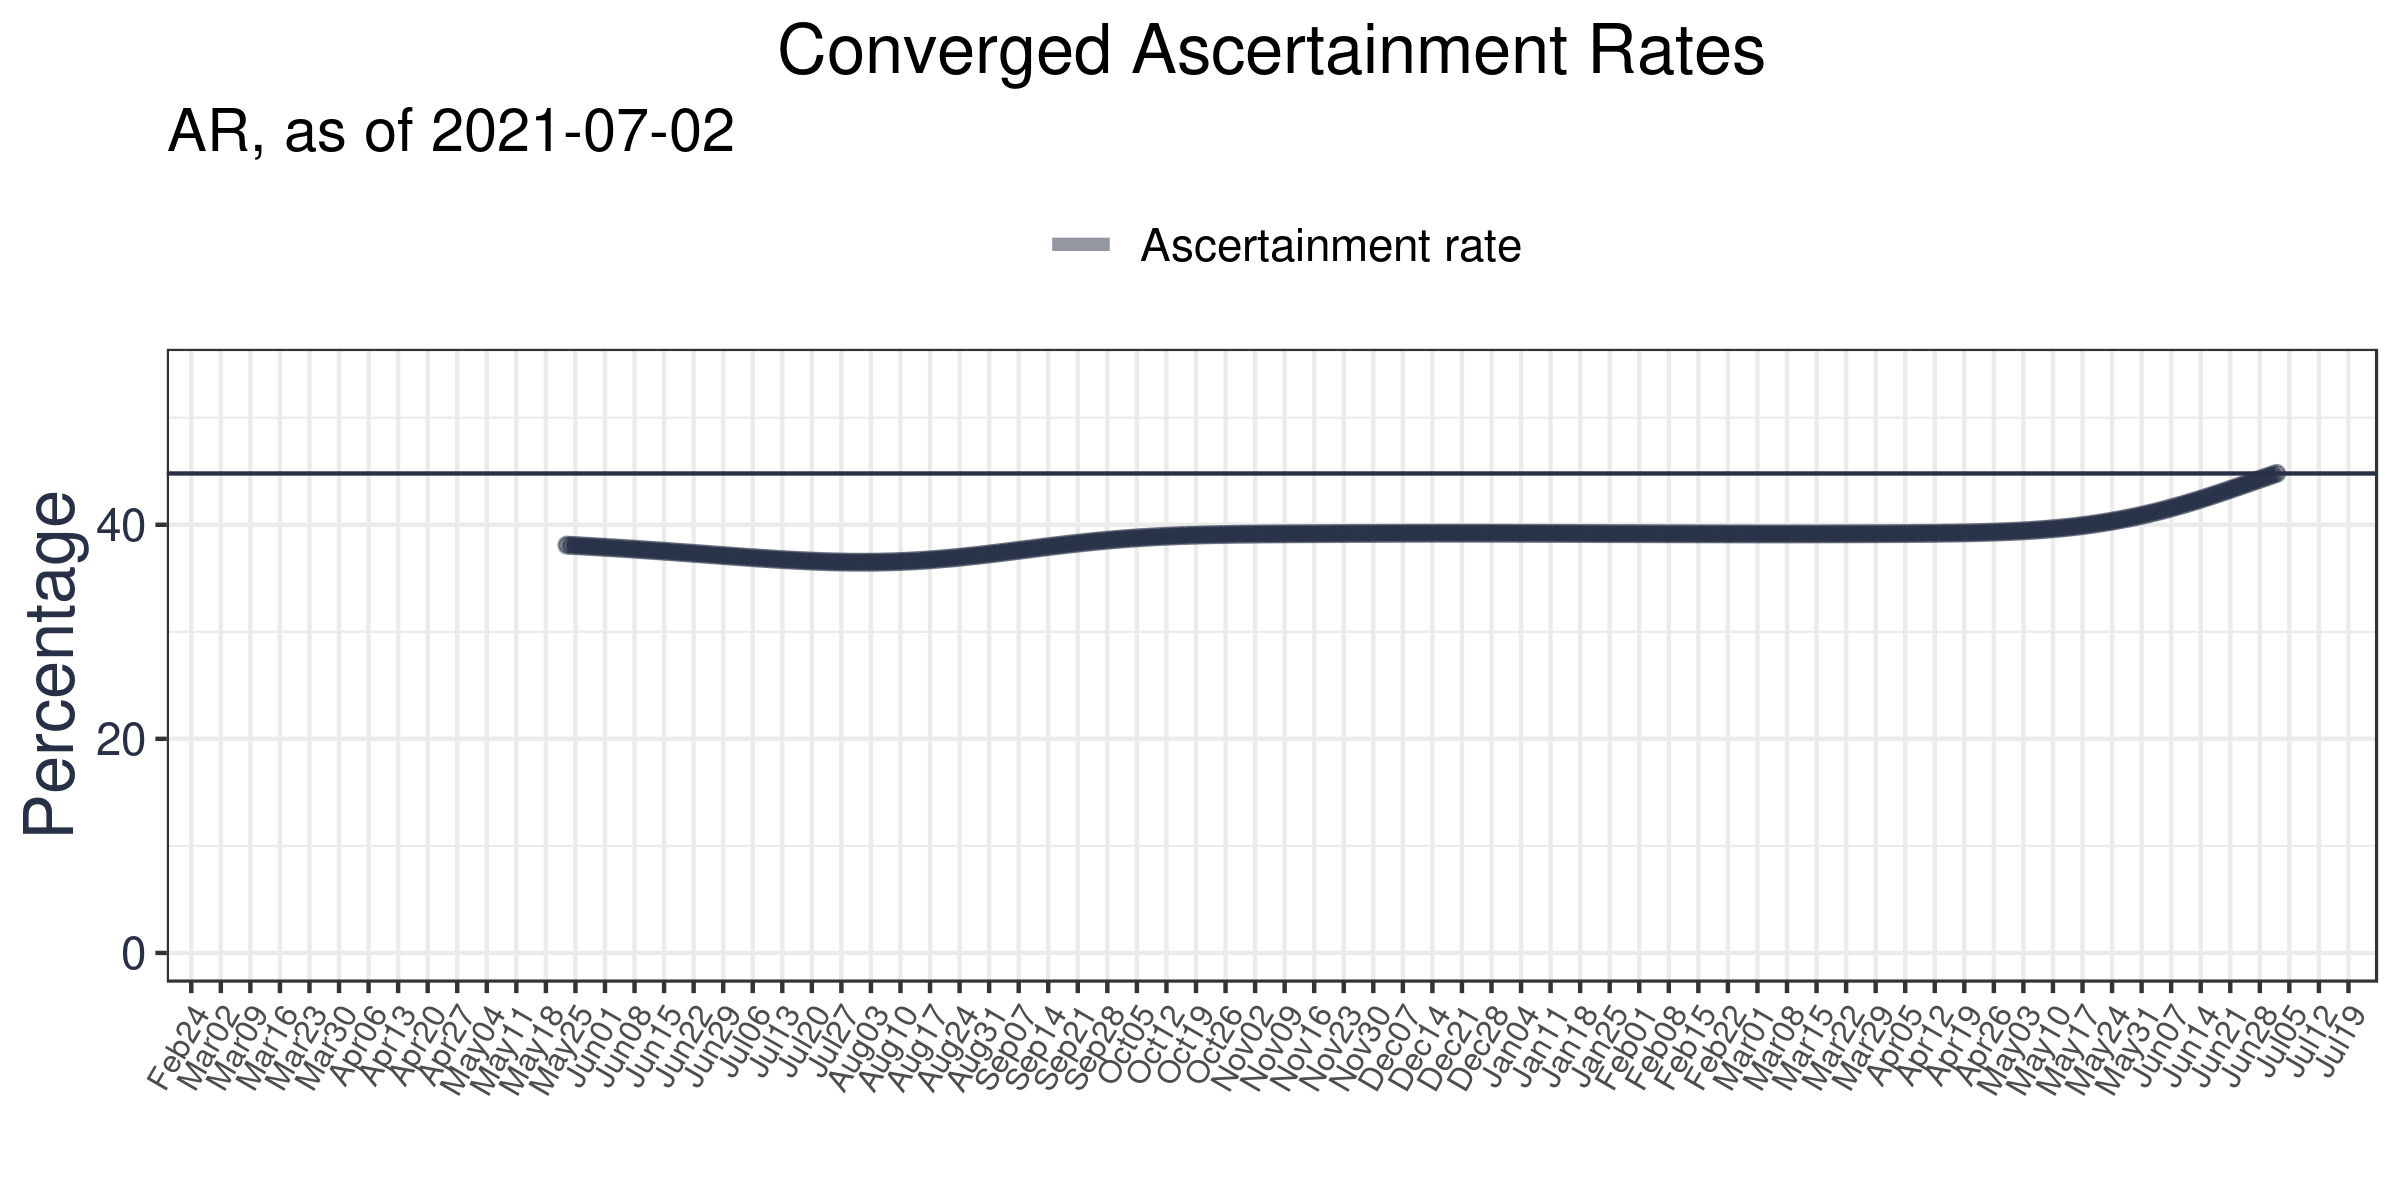 Converged Ascertainment Rates
AR, as of 2021-07-02
Ascertainment rate
Percentage
40
20
0
Feb24
Mar02
Mar09
Mar16
Mar23
Mar30
Apr06
Apr13
Apr20
Apr27
May04
May11
May18
May25
Jun01
Jun08
Jun15
Jun22
Jun29
Jul06
Jul13
Jul20
Jul27
Aug03
Aug10
Aug17
Aug24
Aug31
Sep07
Sep14
Sep21
Sep28
Oct05
Oct12
Oct19
Oct26
Nov02
Nov09
Nov16
Nov23
Nov30
Dec07
Dec14
Dec21
Dec28
Jan04
Jan11
Jan18
Jan25
Feb01
Feb08
Feb15
Feb22
Mar01
Mar08
Mar15
Mar22
Mar29
Apr05
Apr12
Apr19
Apr26
May03
May10
May17
May24
May31
Jun07
Jun14
Jun21
Jun28
Jul05
Jul12
Jul19